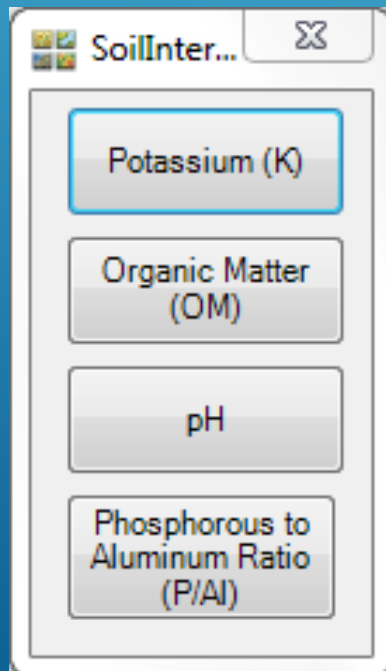 SoilInter...
Potassium (K)
Organic Matter
(OM)
pH
Phosphorous to
Aluminum Ratio
(P/Al)